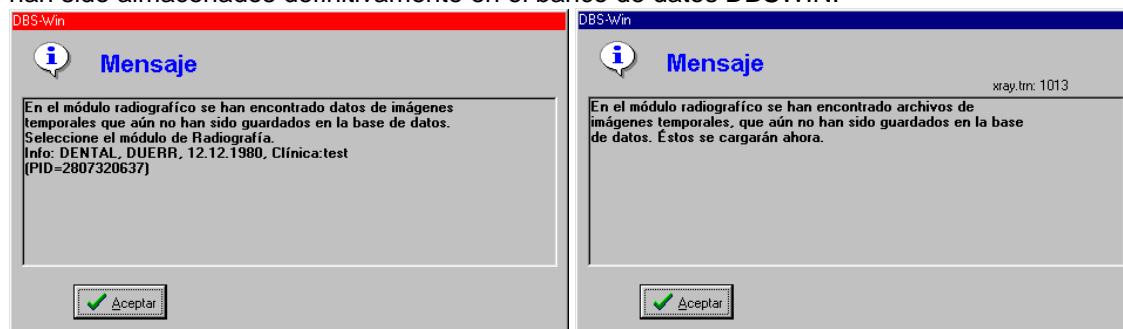 han sido almacenados definitivamente en el banco de datos DBSWIN.
DBS-Win
Mensaje
En el módulo radiografíco se han encontrado datos de imágenes
temporales que aún no han sido guardados en la base de datos.
Seleccione el módulo de Radiografía.
Info: DENTAL, DUERR, 12.12.1980, Clínica:test
(PID=2807320637)
Aceptar
DBS-Win
Mensaje
xray.trn: 1013
En el módulo radiografíco se han encontrado archivos de
imágenes temporales, que aún no han sido guardados en la base
de datos. Éstos se cargarán ahora.
Aceptar